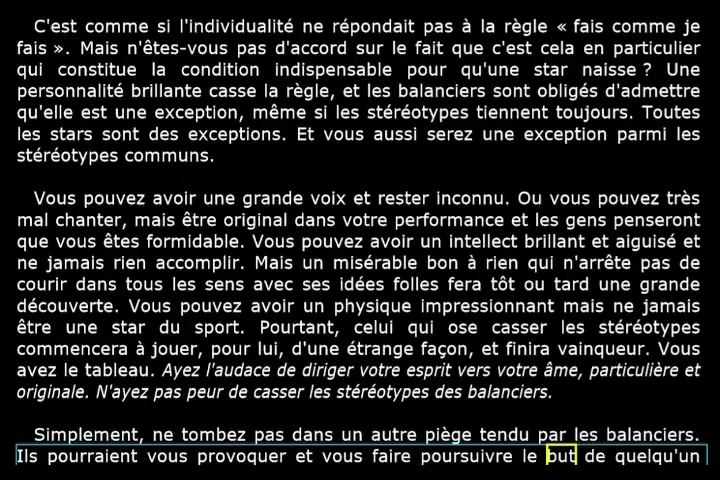 C'est comme si l'individualité ne répondait pas à la règle « fais comme je
fais ». Mais n'êtes-vous pas d'accord sur le fait que c'est cela en particulier
qui constitue la condition indispensable pour qu'une star naisse ? Une
personnalité brillante casse la règle, et les balanciers sont obligés d'admettre
qu'elle est une exception, même si les stéréotypes tiennent toujours. Toutes
les stars sont des exceptions. Et vous aussi serez une exception parmi les
stéréotypes communs.
Vous pouvez avoir une grande voix et rester inconnu. Ou vous pouvez très
mal chanter, mais être original dans votre performance et les gens penseront
que vous êtes formidable. Vous pouvez avoir un intellect brillant et aiguisé et
ne jamais rien accomplir. Mais un misérable bon à rien qui n'arrête pas de
courir dans tous les sens avec ses idées folles fera tôt ou tard une grande
découverte. Vous pouvez avoir un physique impressionnant mais ne jamais
être une star du sport. Pourtant, celui qui ose casser les stéréotypes
commencera à jouer, pour lui, d'une étrange façon, et finira vainqueur. Vous
avez le tableau. Ayez l'audace de diriger votre esprit vers votre âme, particulière et
originale. N'ayez pas peur de casser les stéréotypes des balanciers.
Simplement, ne tombez pas dans un autre piège tendu par les balanciers.
Ils pourraient vous provoquer et vous faire poursuivre le but de quelqu'un